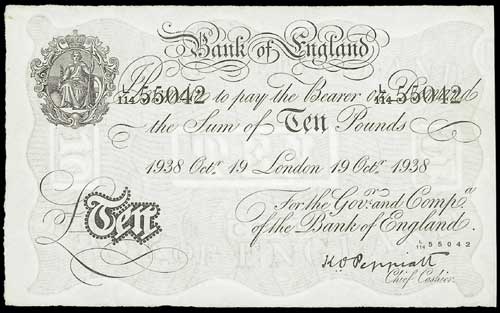 Bank of England
L/114 55042 to pay the Bearer on Demand L/114 55042
the Sum of Ten Pounds
1938 Octr. 19 London 19 Octr. 1938
For the Govr. and Compa.
of the Bank of England.
£Ten
L/114 55042
K.O. Peppiatt
Chief Cashier.